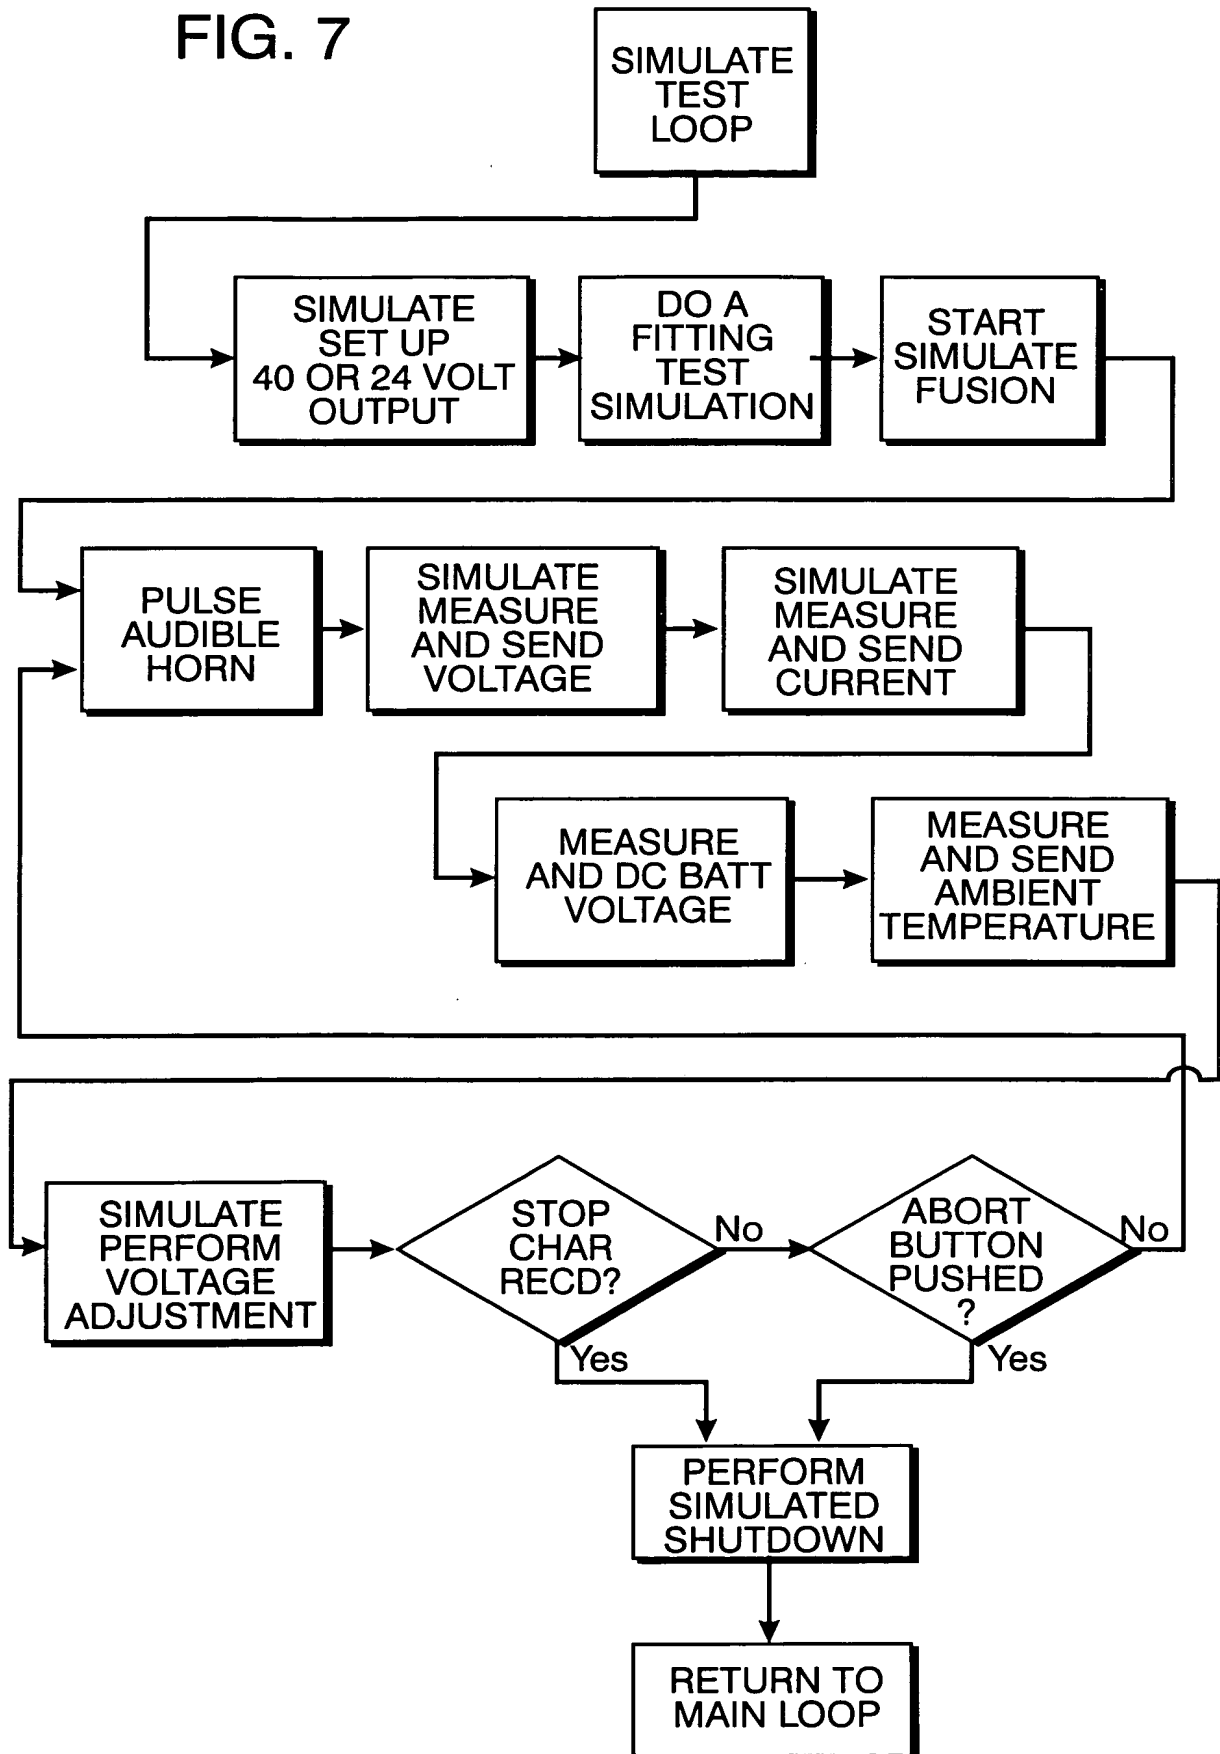 FIG. 7
SIMULATE
TEST
LOOP
SIMULATE
SET UP
40 OR 24 VOLT
OUTPUT
DO A
FITTING
TEST
SIMULATION
START
SIMULATE
FUSION
PULSE
AUDIBLE
HORN
SIMULATE
MEASURE
AND SEND
VOLTAGE
SIMULATE
MEASURE
AND SEND
CURRENT
MEASURE
AND DC BATT
VOLTAGE
MEASURE
AND SEND
AMBIENT
TEMPERATURE
SIMULATE
PERFORM
VOLTAGE
ADJUSTMENT
STOP
CHAR
RECD?
No
Yes
ABORT
BUTTON
PUSHED
?
No
Yes
PERFORM
SIMULATED
SHUTDOWN
RETURN TO
MAIN LOOP